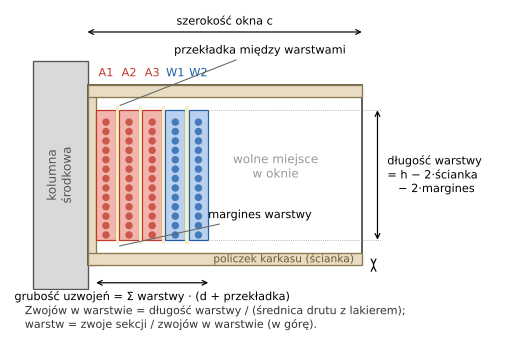 szerokość okna c
przekładka między warstwami
A1 A2 A3 W1 W2
kolumna
środkowa
wolne miejsce
w oknie
długość warstwy
= h − 2·ścianka
− 2·margines
margines warstwy
policzek karkasu (ścianka)
grubość uzwojeń = Σ warstwy · (d + przekładka)
Zwojów w warstwie = długość warstwy / (średnica drutu z lakierem);
warstw = zwoje sekcji / zwojów w warstwie (w górę).